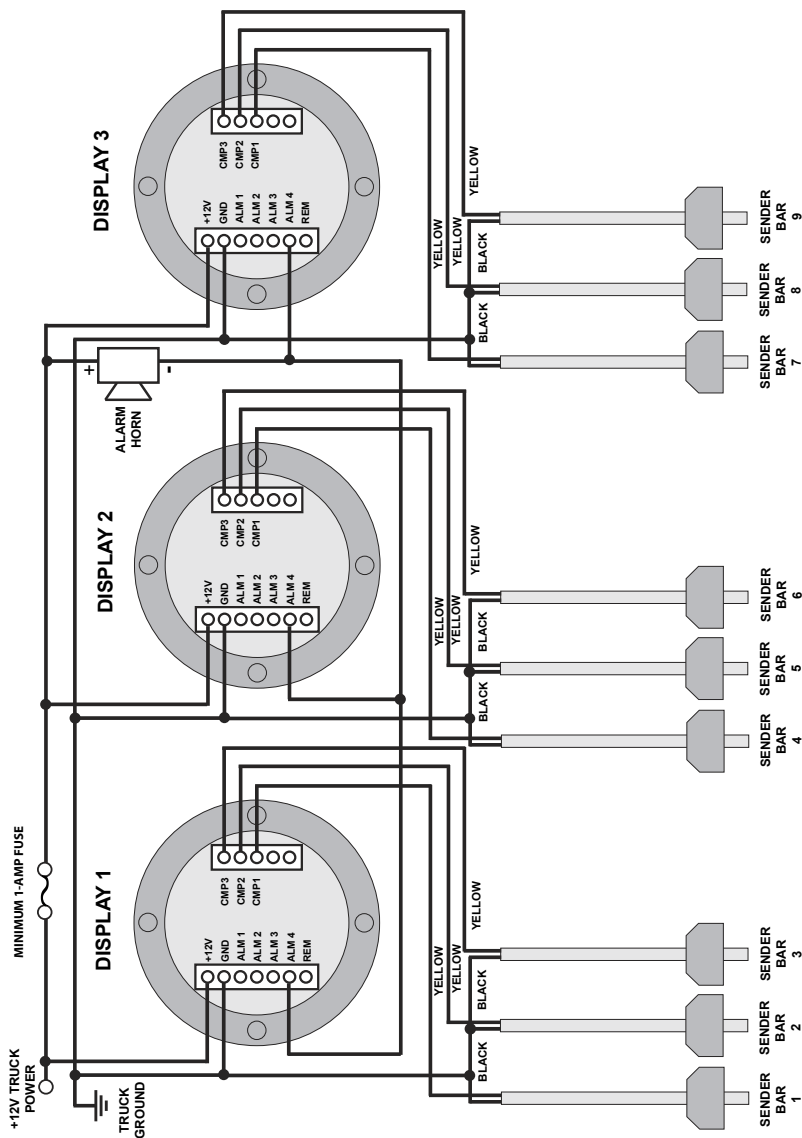 +12V TRUCK
POWER
MINIMUM 1-AMP FUSE
TRUCK
GROUND
ALARM
HORN
+
-
DISPLAY 1
+12V
GND
ALM 1
ALM 2
ALM 3
ALM 4
REM
CMP3
CMP2
CMP1
YELLOW
YELLOW
YELLOW
BLACK
BLACK
SENDER
BAR
1
SENDER
BAR
2
SENDER
BAR
3
DISPLAY 2
+12V
GND
ALM 1
ALM 2
ALM 3
ALM 4
REM
CMP3
CMP2
CMP1
YELLOW
YELLOW
YELLOW
BLACK
BLACK
SENDER
BAR
4
SENDER
BAR
5
SENDER
BAR
6
DISPLAY 3
+12V
GND
ALM 1
ALM 2
ALM 3
ALM 4
REM
CMP3
CMP2
CMP1
YELLOW
YELLOW
YELLOW
BLACK
BLACK
SENDER
BAR
7
SENDER
BAR
8
SENDER
BAR
9